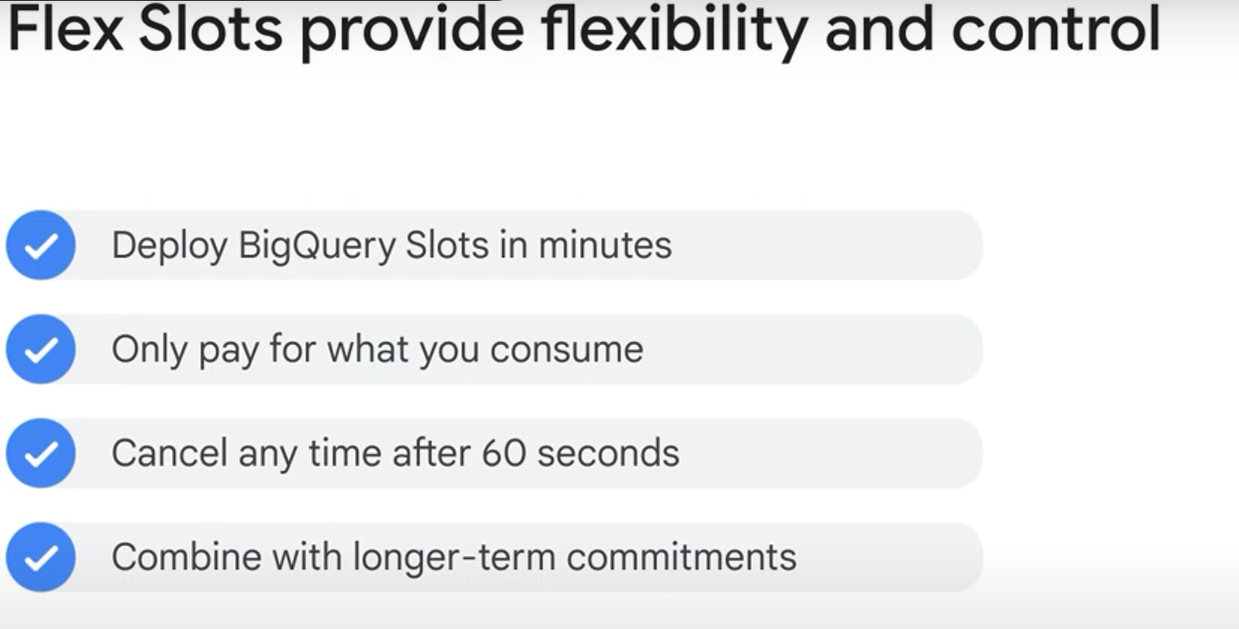 Flex Slots provide flexibility and control
Deploy BigQuery Slots in minutes
Only pay for what you consume
Cancel any time after 60 seconds
Combine with longer-term commitments